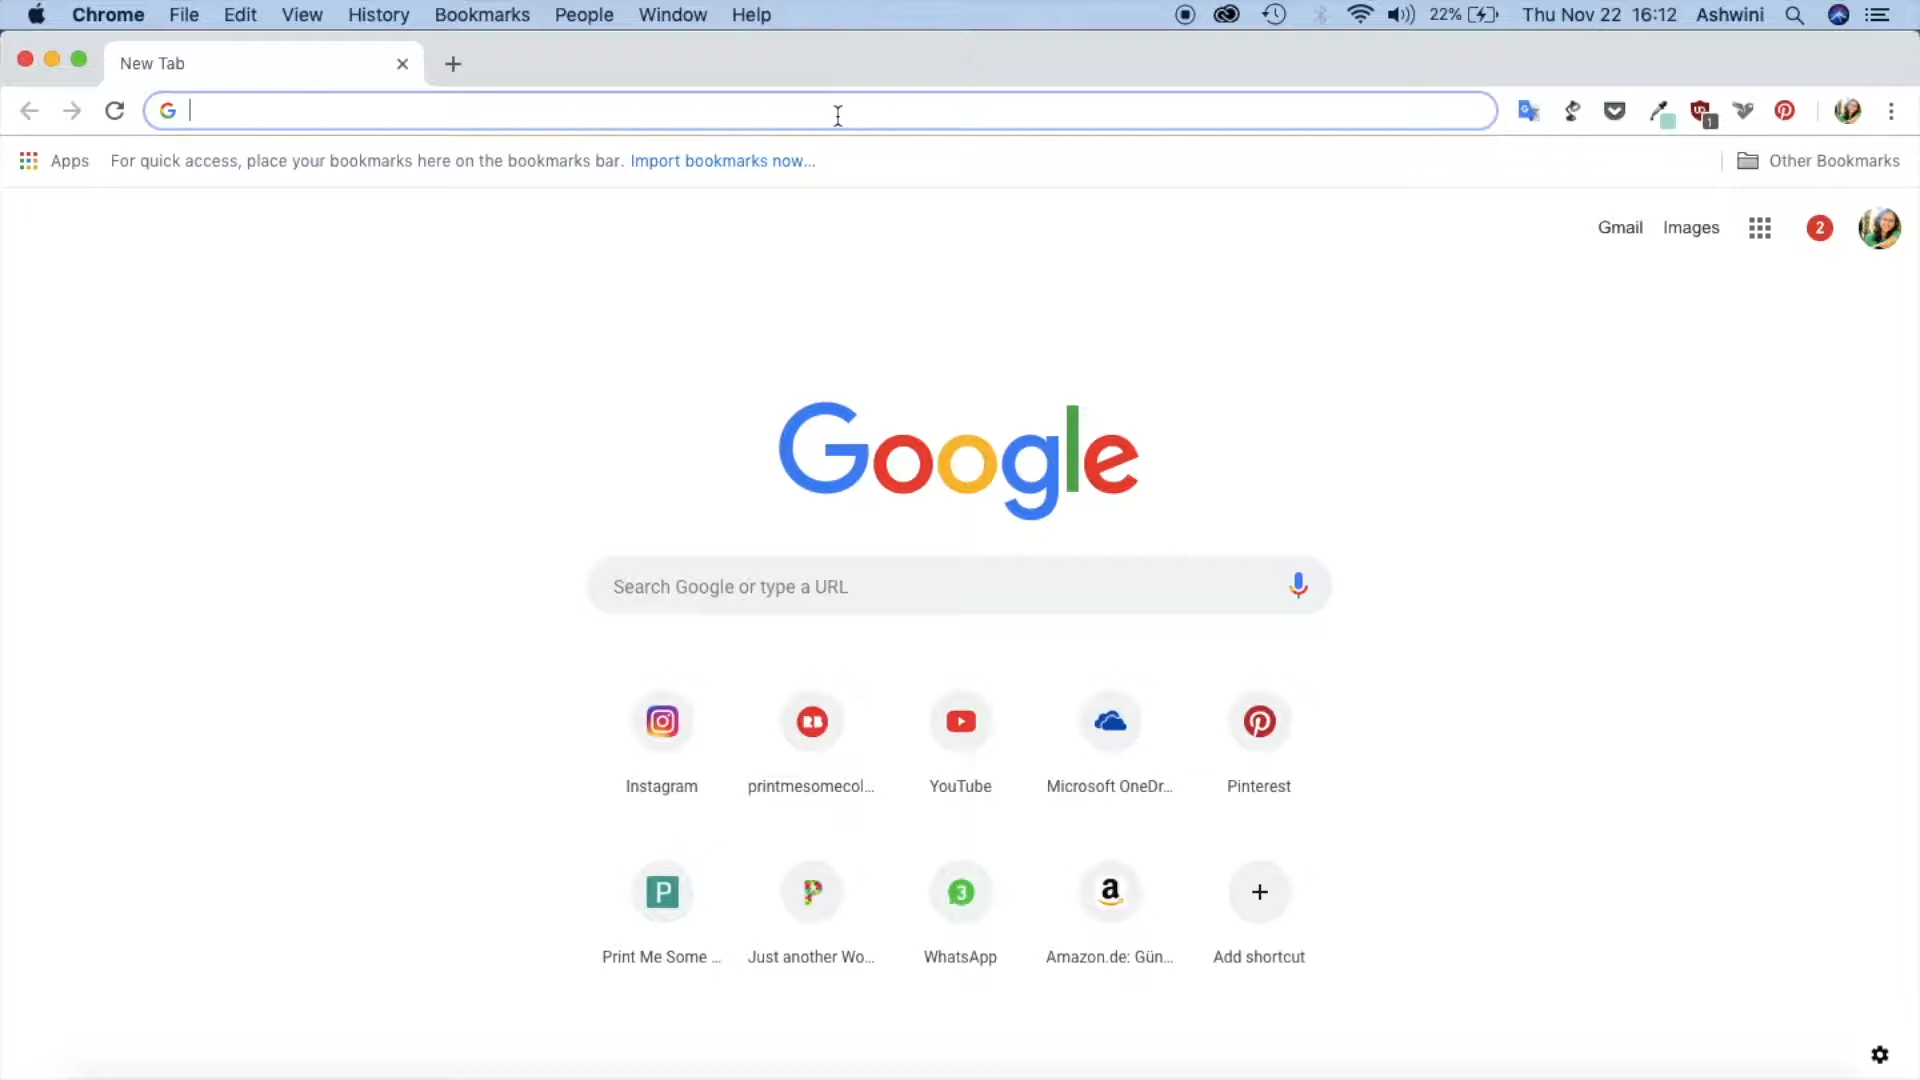 Chrome File Edit View History Bookmarks People Window Help 22% Thu Nov 22 16:12 Ashwini
New Tab
1
Apps For quick access, place your bookmarks here on the bookmarks bar. Import bookmarks now... Other Bookmarks
Gmail Images 2
Google
Search Google or type a URL
Instagram printmesomecol... YouTube Microsoft OneDr... Pinterest
P P 3 a
Print Me Some ... Just another Wo... WhatsApp Amazon.de: Gün... Add shortcut